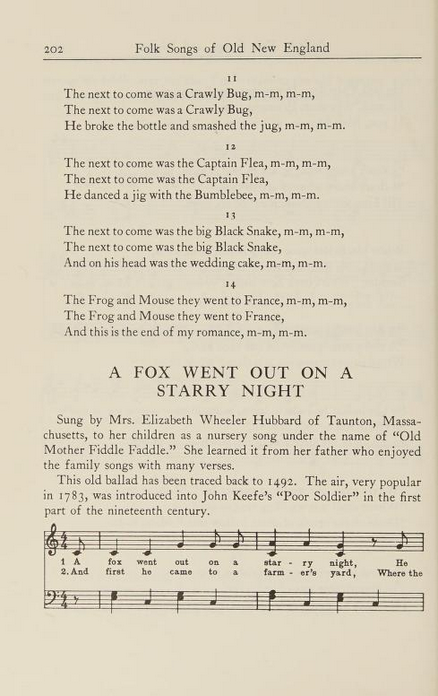 202 Folk Songs of Old New England
11
The next to come was a Crawly Bug, m-m, m-m,
The next to come was a Crawly Bug,
He broke the bottle and smashed the jug, m-m, m-m.
12
The next to come was the Captain Flea, m-m, m-m,
The next to come was the Captain Flea,
He danced a jig with the Bumblebee, m-m, m-m.
13
The next to come was the big Black Snake, m-m, m-m,
The next to come was the big Black Snake,
And on his head was the wedding cake, m-m, m-m.
14
The Frog and Mouse they went to France, m-m, m-m,
The Frog and Mouse they went to France,
And this is the end of my romance, m-m, m-m.
A FOX WENT OUT ON A
STARRY NIGHT
Sung by Mrs. Elizabeth Wheeler Hubbard of Taunton, Massa-
chusetts, to her children as a nursery song under the name of “Old
Mother Fiddle Faddle.” She learned it from her father who enjoyed
the family songs with many verses.
This old ballad has been traced back to 1492. The air, very popular
in 1783, was introduced into John Keefe's “Poor Soldier” in the first
part of the nineteenth century.
1 A fox went out on a star - ry night, He
2. And first he came to a farm - er's yard, Where the